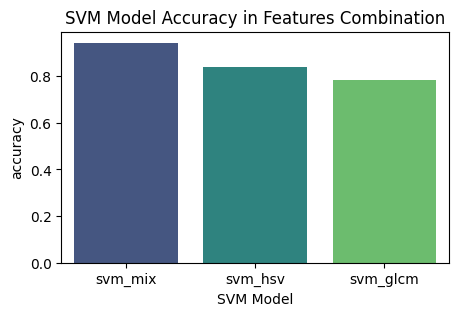 SVM Model Accuracy in Features Combination
accuracy
0.8
0.6
0.4
0.2
0.0
svm_mix svm_hsv svm_glcm
SVM Model